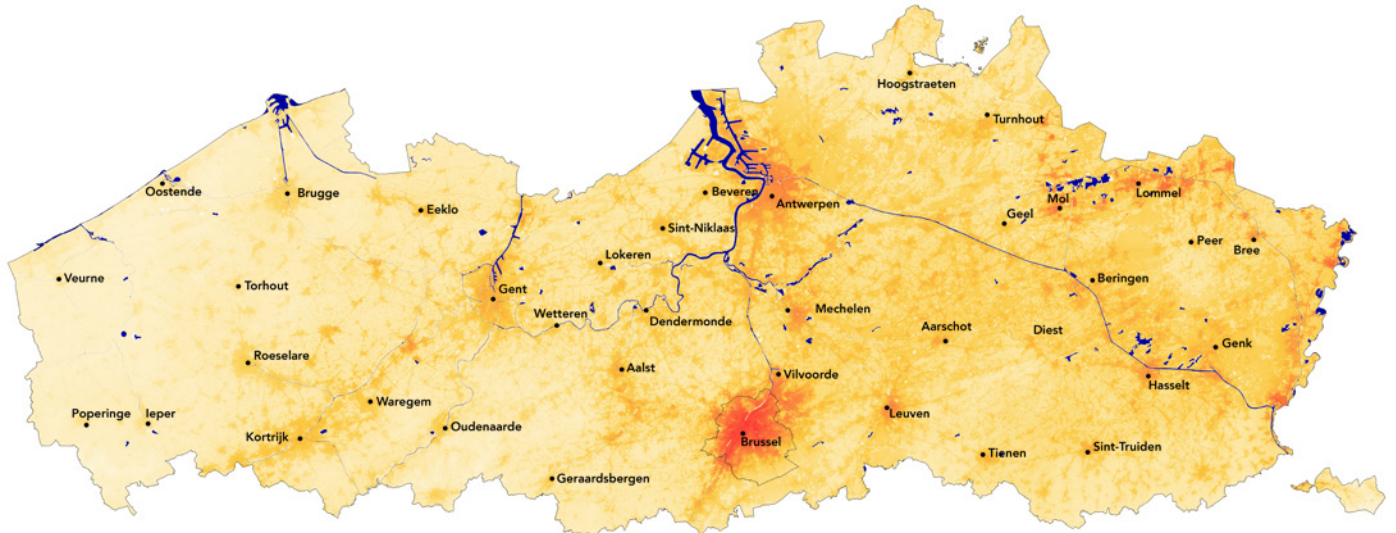 Hoogstraeten
Turnhout
Oostende
Brugge
Eeklo
Beveren
Antwerpen
Mol
Lommel
Geel
Sint-Niklaas
Peer
Bree
Lokeren
Veurne
Torhout
Gent
Beringen
Wetteren
Dendermonde
Mechelen
Aarschot
Diest
Roeselare
Aalst
Vilvoorde
Genk
Hasselt
Waregem
Poperinge
Ieper
Kortrijk
Oudenaarde
Brussel
Leuven
Tienen
Sint-Truiden
Geraardsbergen